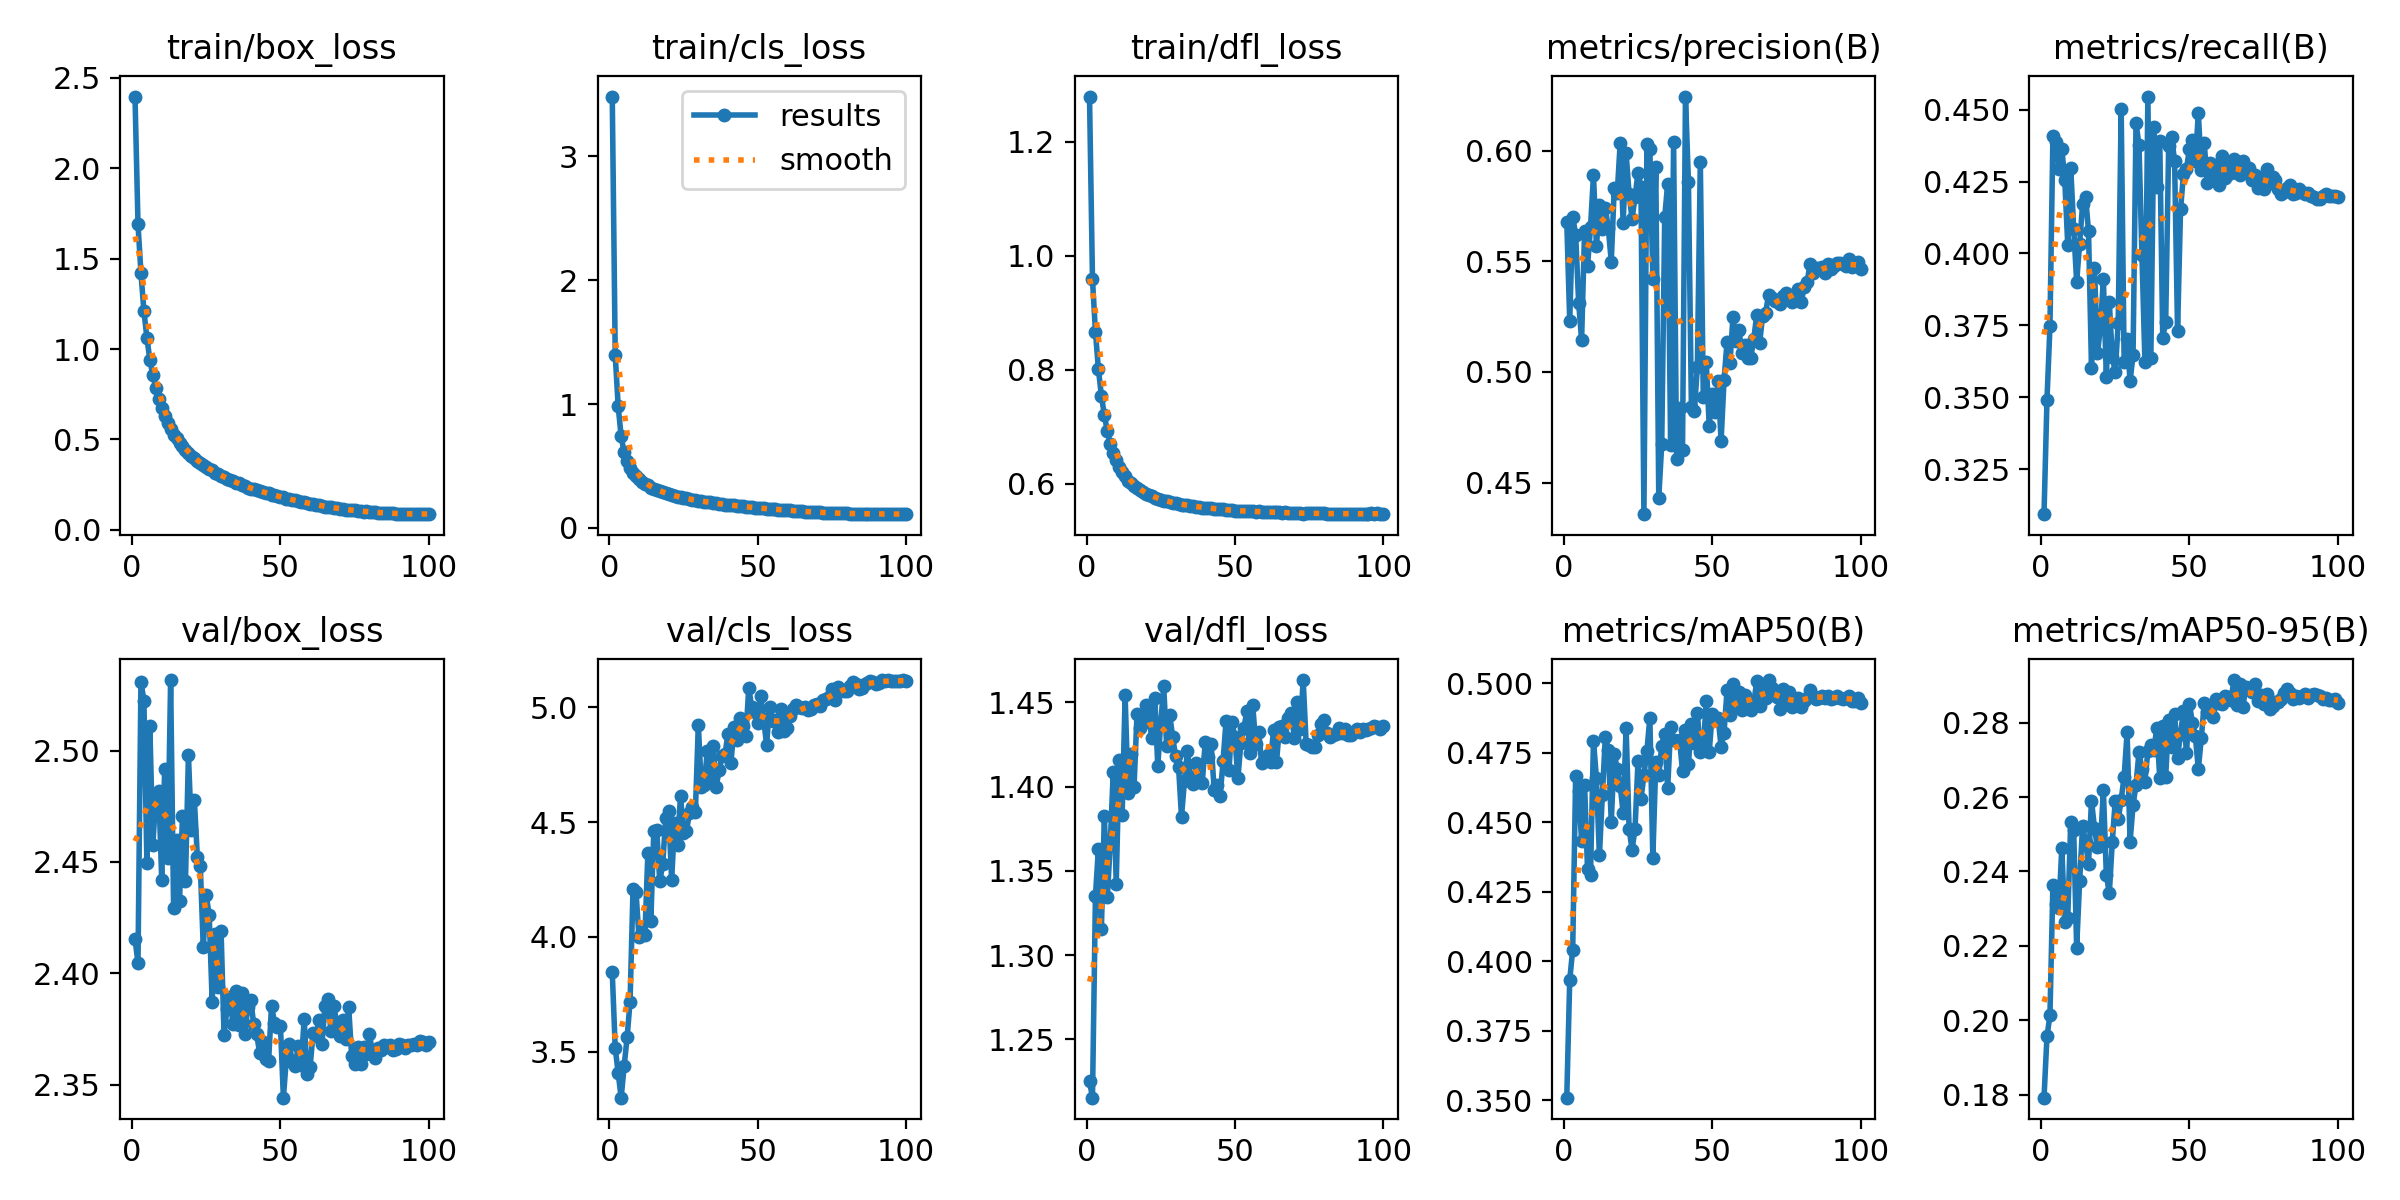 train/box_loss
2.5
2.0
1.5
1.0
0.5
0.0
0 50 100
train/cls_loss
results
smooth
3
2
1
0
0 50 100
train/dfl_loss
1.2
1.0
0.8
0.6
0 50 100
metrics/precision(B)
0.60
0.55
0.50
0.45
0 50 100
metrics/recall(B)
0.450
0.425
0.400
0.375
0.350
0.325
0 50 100
val/box_loss
2.50
2.45
2.40
2.35
0 50 100
val/cls_loss
5.0
4.5
4.0
3.5
0 50 100
val/dfl_loss
1.45
1.40
1.35
1.30
1.25
0 50 100
metrics/mAP50(B)
0.500
0.475
0.450
0.425
0.400
0.375
0.350
0 50 100
metrics/mAP50-95(B)
0.28
0.26
0.24
0.22
0.20
0.18
0 50 100